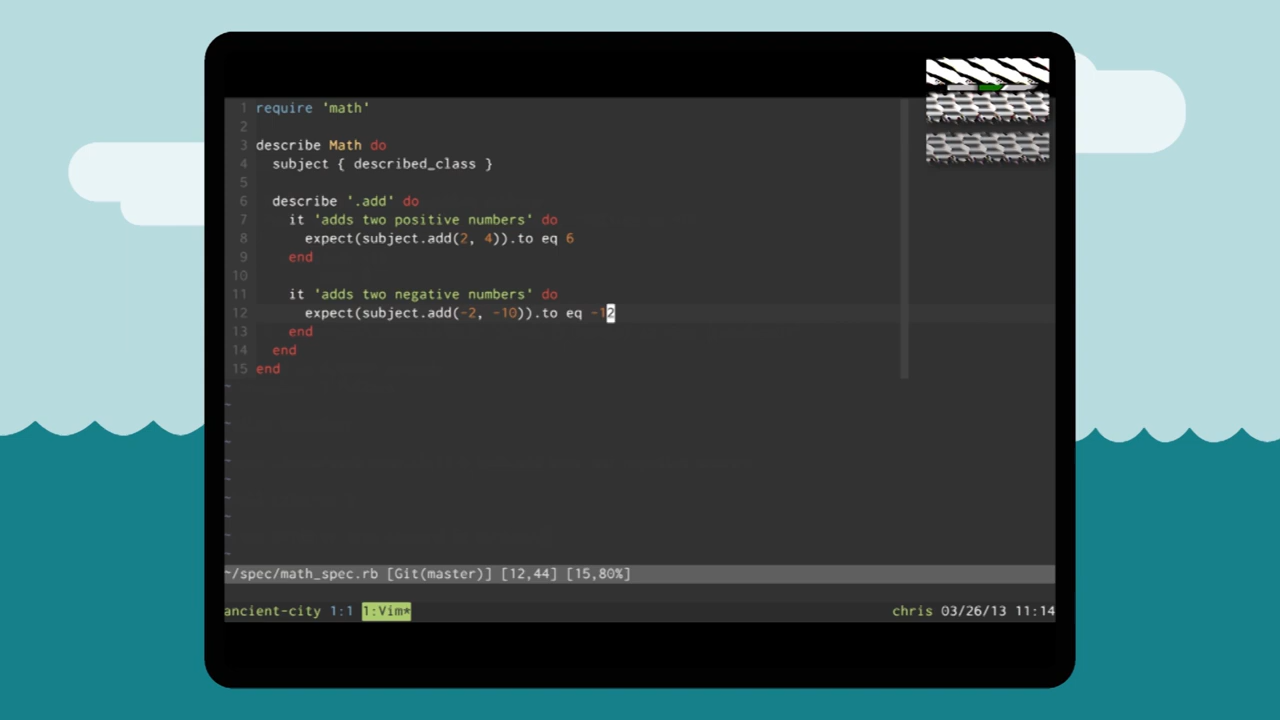 1 require 'math'
2
3 describe Math do
4 subject { described_class }
5
6 describe '.add' do
7 it 'adds two positive numbers' do
8 expect(subject.add(2, 4)).to eq 6
9 end
10
11 it 'adds two negative numbers' do
12 expect(subject.add(-2, -10)).to eq -12
13 end
14 end
15 end
~
~
~
~
~
~
~
~
~
~
~/spec/math_spec.rb [Git(master)] [12,44] [15,80%]
ancient-city 1:1 1:Vim* chris 03/26/13 11:14